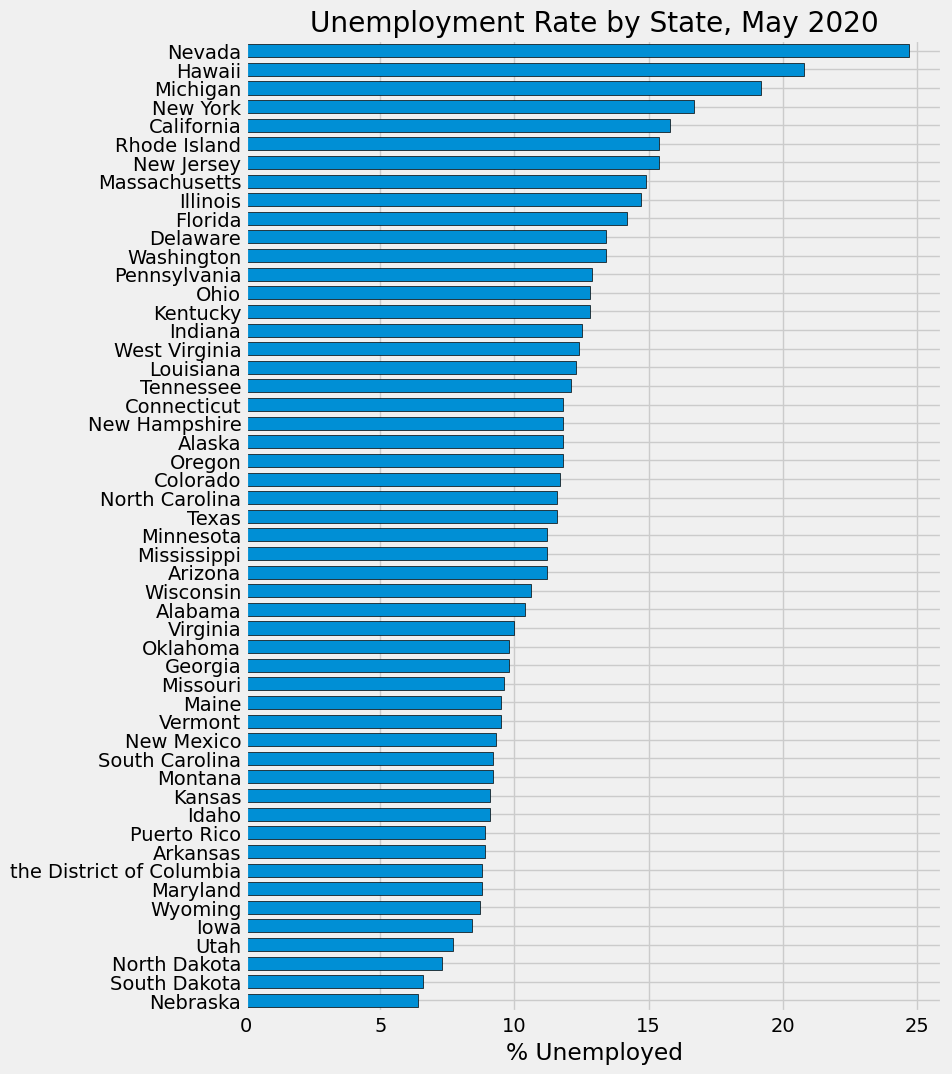 Unemployment Rate by State, May 2020
Nevada
Hawaii
Michigan
New York
California
Rhode Island
New Jersey
Massachusetts
Illinois
Florida
Delaware
Washington
Pennsylvania
Ohio
Kentucky
Indiana
West Virginia
Louisiana
Tennessee
Connecticut
New Hampshire
Alaska
Oregon
Colorado
North Carolina
Texas
Minnesota
Mississippi
Arizona
Wisconsin
Alabama
Virginia
Oklahoma
Georgia
Missouri
Maine
Vermont
New Mexico
South Carolina
Montana
Kansas
Idaho
Puerto Rico
Arkansas
the District of Columbia
Maryland
Wyoming
Iowa
Utah
North Dakota
South Dakota
Nebraska
0 5 10 15 20 25
% Unemployed